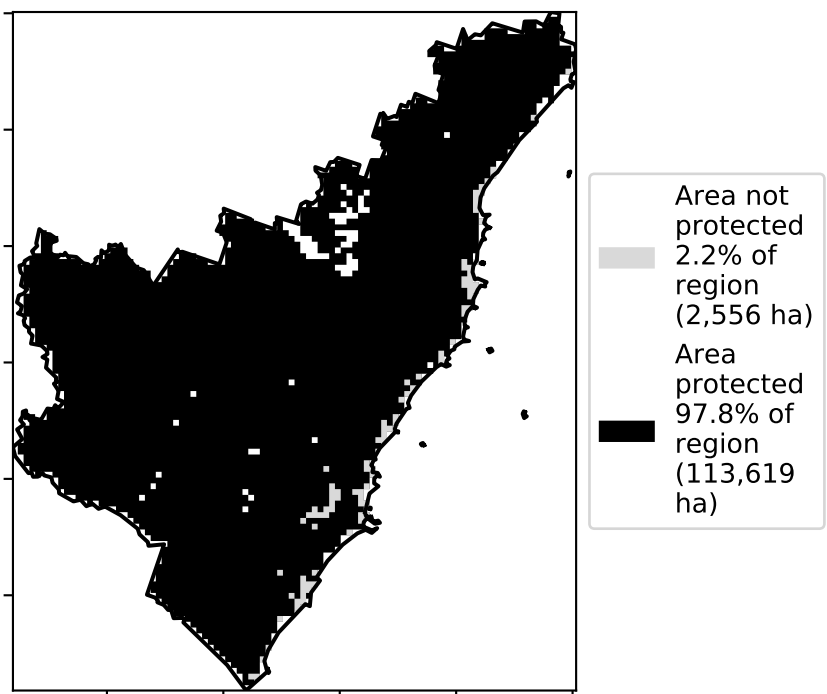 Area not
protected
2.2% of
region
(2,556 ha)
Area
protected
97.8% of
region
(113,619
ha)